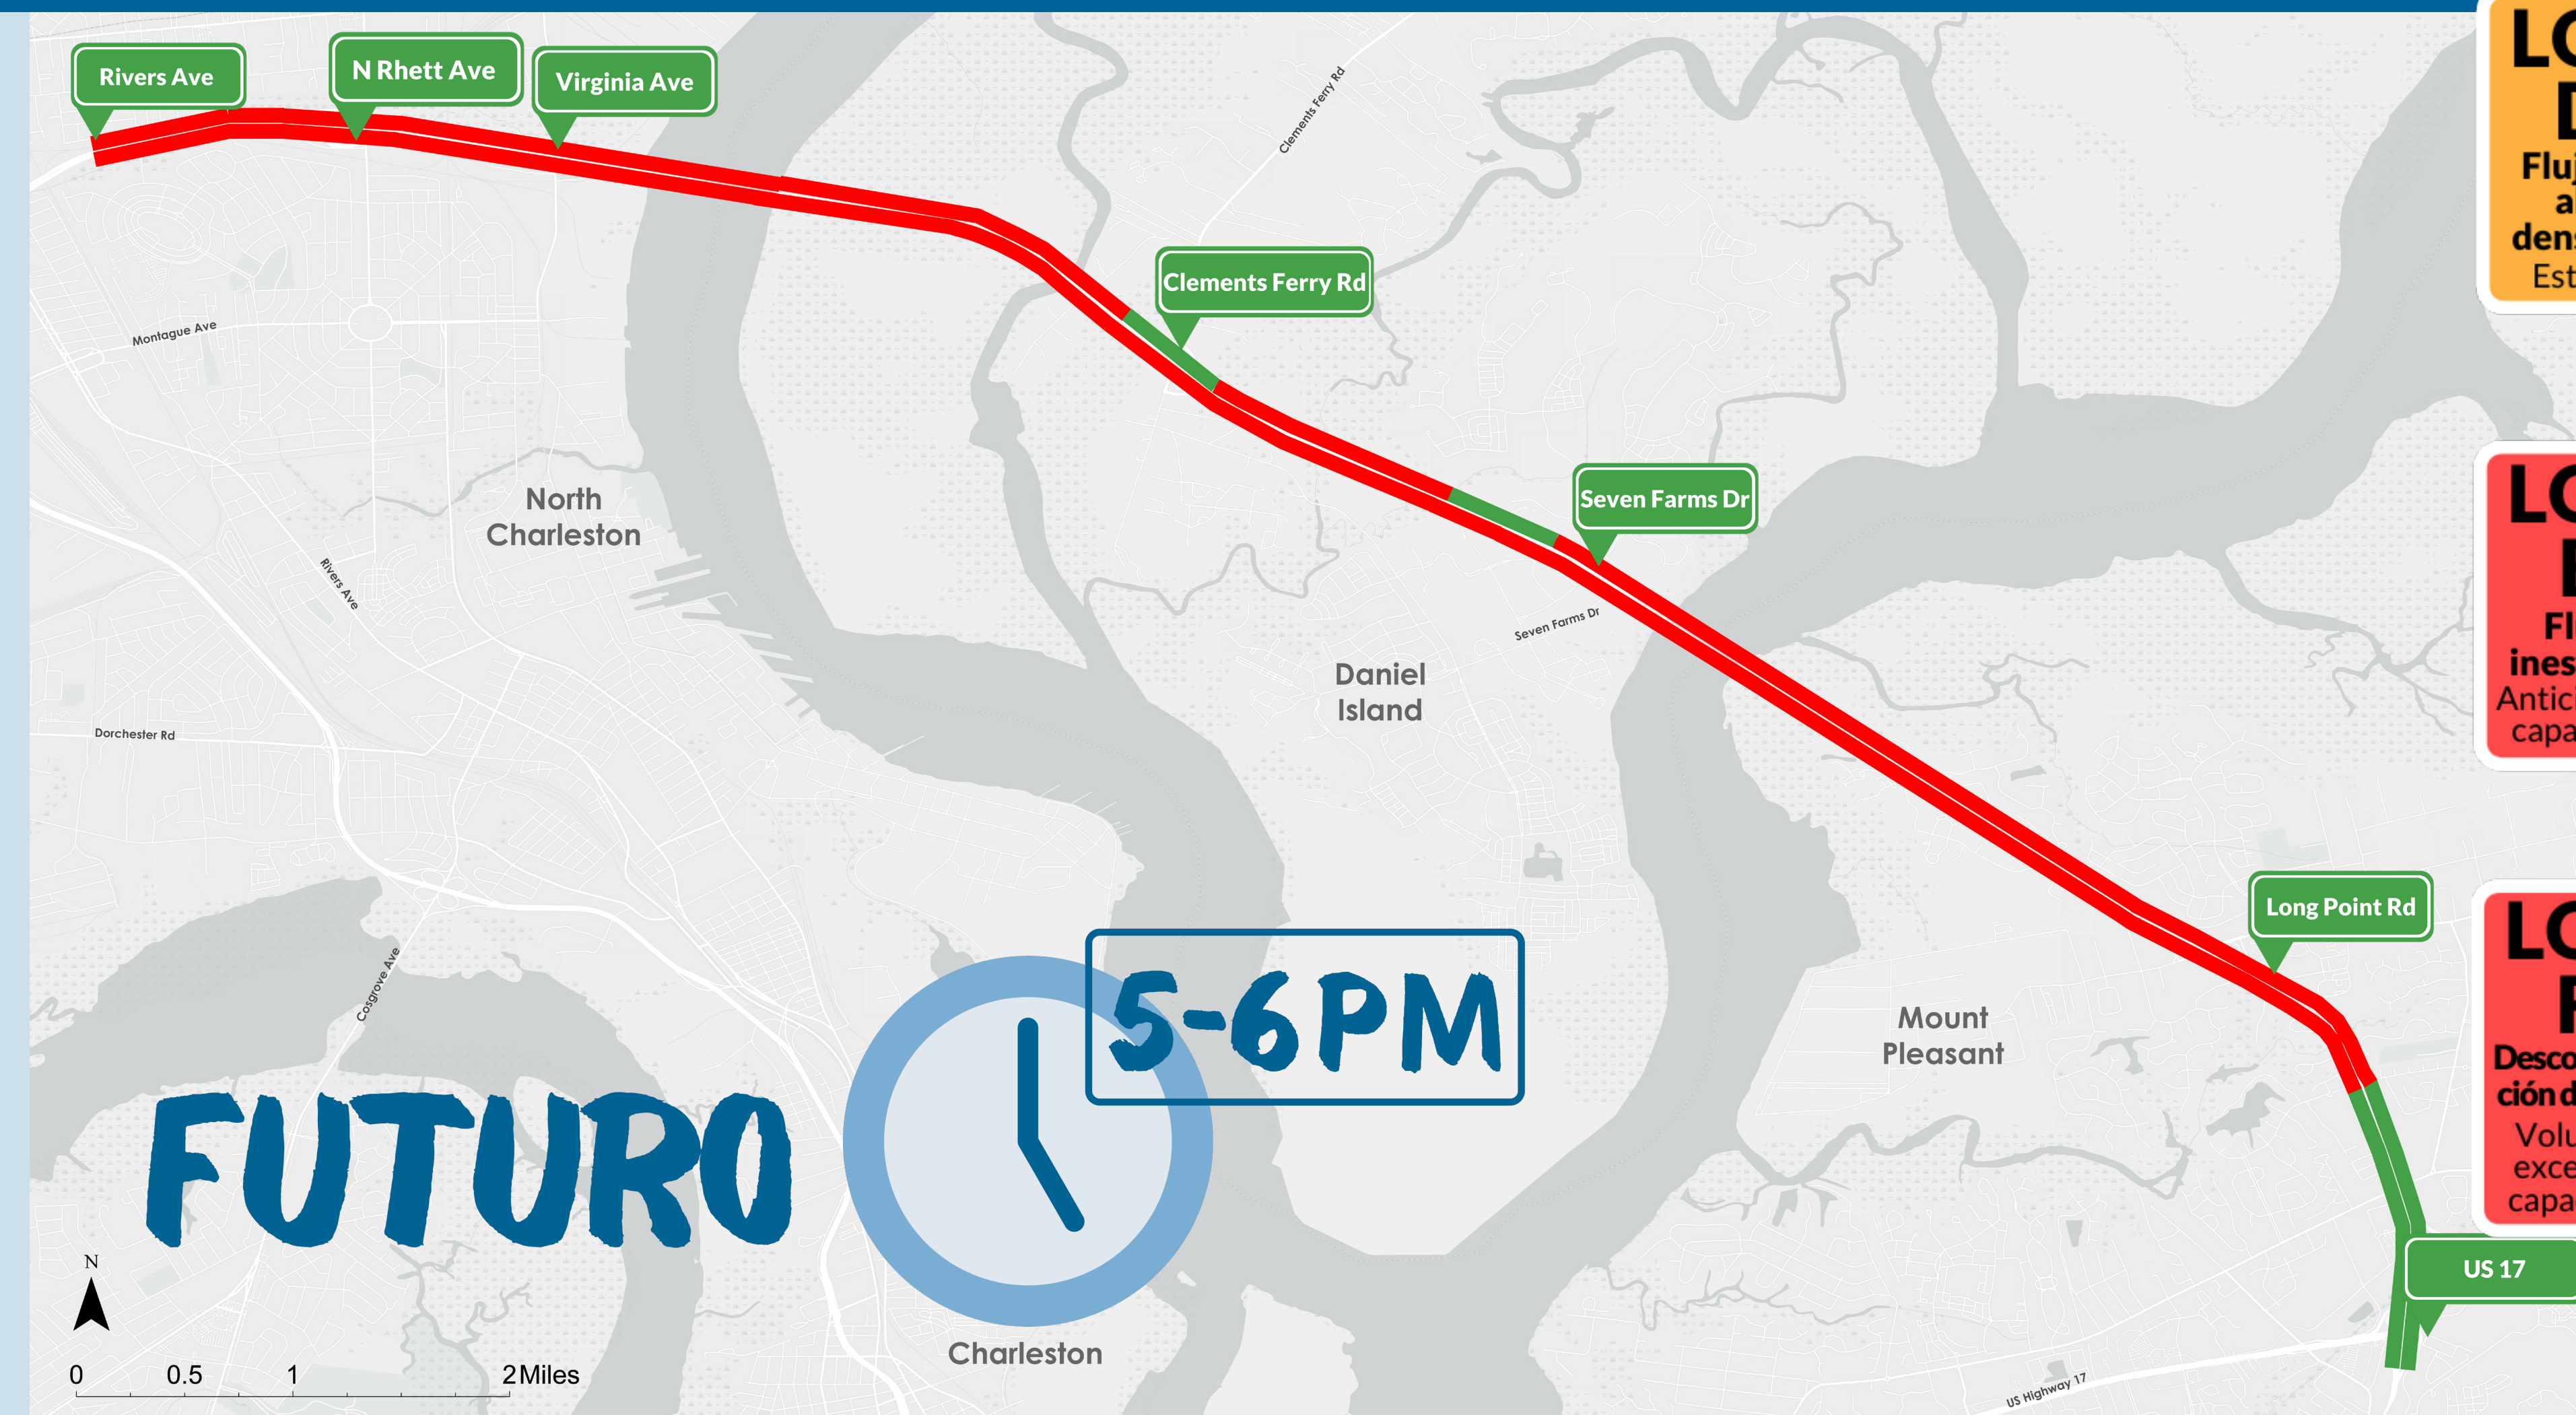 Rivers Ave
N Rhett Ave
Virginia Ave
Clements Ferry Rd
Clements Ferry Rd
Montague Ave
North
Charleston
Seven Farms Dr
Rivers Ave
Seven Farms Dr
Daniel
Island
Dorchester Rd
Long Point Rd
Cosgrove Ave
5-6PM
Mount
Pleasant
FUTURO
US 17
N
Charleston
0 0.5 1 2 Miles
US Highway 17